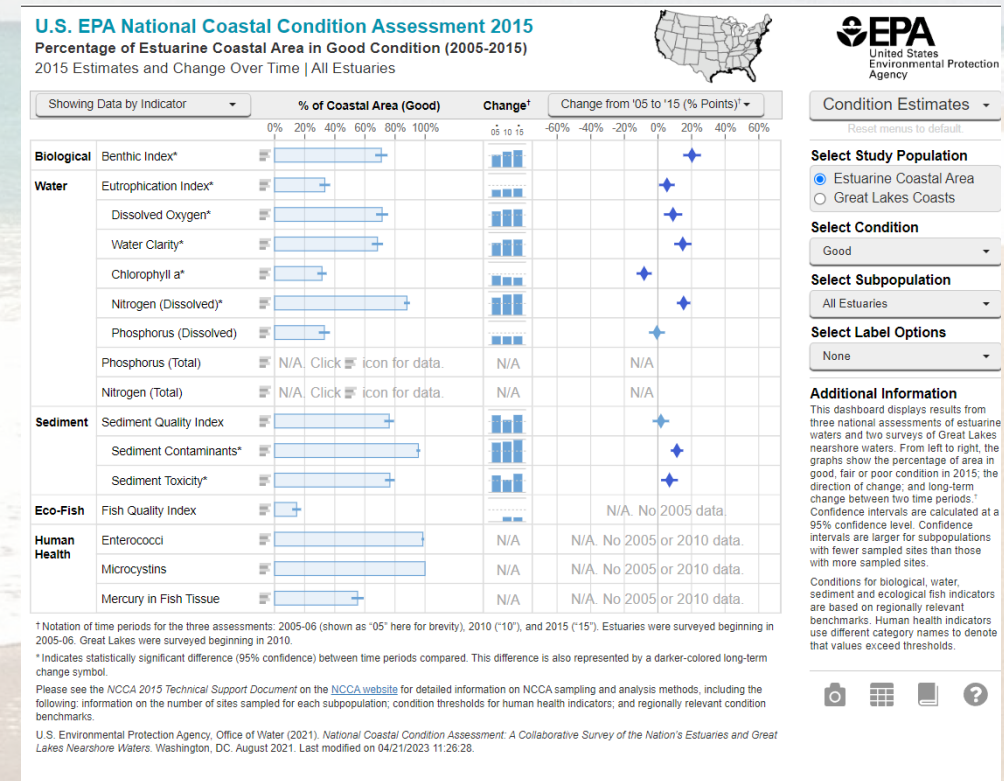 U.S. EPA National Coastal Condition Assessment 2015
Percentage of Estuarine Coastal Area in Good Condition (2005-2015)
2015 Estimates and Change Over Time | All Estuaries
EPA
United States
Environmental Protection
Agency
Showing Data by Indicator
% of Coastal Area (Good)
Change†
Change from '05 to '15 (% Points)†
0% 20% 40% 60% 80% 100%
05 10 15
-60% -40% -20% 0% 20% 40% 60%
Biological Benthic Index*
Water Eutrophication Index*
Dissolved Oxygen*
Water Clarity*
Chlorophyll a*
Nitrogen (Dissolved)*
Phosphorus (Dissolved)
Phosphorus (Total) N/A. Click icon for data. N/A N/A
Nitrogen (Total) N/A. Click icon for data. N/A N/A
Sediment Sediment Quality Index
Sediment Contaminants*
Sediment Toxicity*
Eco-Fish Fish Quality Index N/A. No 2005 data.
Human Health Enterococci N/A N/A. No 2005 or 2010 data.
Microcystins N/A N/A. No 2005 or 2010 data.
Mercury in Fish Tissue N/A N/A. No 2005 or 2010 data.
† Notation of time periods for the three assessments: 2005-06 (shown as "05" here for brevity), 2010 ("10"), and 2015 ("15"). Estuaries were surveyed beginning in
2005-06. Great Lakes were surveyed beginning in 2010.
* Indicates statistically significant difference (95% confidence) between time periods compared. This difference is also represented by a darker-colored long-term
change symbol.
Please see the NCCA 2015 Technical Support Document on the NCCA website for detailed information on NCCA sampling and analysis methods, including the
following: information on the number of sites sampled for each subpopulation; condition thresholds for human health indicators; and regionally relevant condition
benchmarks.
U.S. Environmental Protection Agency, Office of Water (2021). National Coastal Condition Assessment: A Collaborative Survey of the Nation's Estuaries and Great
Lakes Nearshore Waters. Washington, DC. August 2021. Last modified on 04/21/2023 11:26:28.
Condition Estimates
Reset menus to default.
Select Study Population
Estuarine Coastal Area
Great Lakes Coasts
Select Condition
Good
Select Subpopulation
All Estuaries
Select Label Options
None
Additional Information
This dashboard displays results from
three national assessments of estuarine
waters and two surveys of Great Lakes
nearshore waters. From left to right, the
graphs show the percentage of area in
good, fair or poor condition in 2015; the
direction of change; and long-term
change between two time periods.†
Confidence intervals are calculated at a
95% confidence level. Confidence
intervals are larger for subpopulations
with fewer sampled sites than those
with more sampled sites.
Conditions for biological, water,
sediment and ecological fish indicators
are based on regionally relevant
benchmarks. Human health indicators
use different category names to denote
that values exceed thresholds.
?